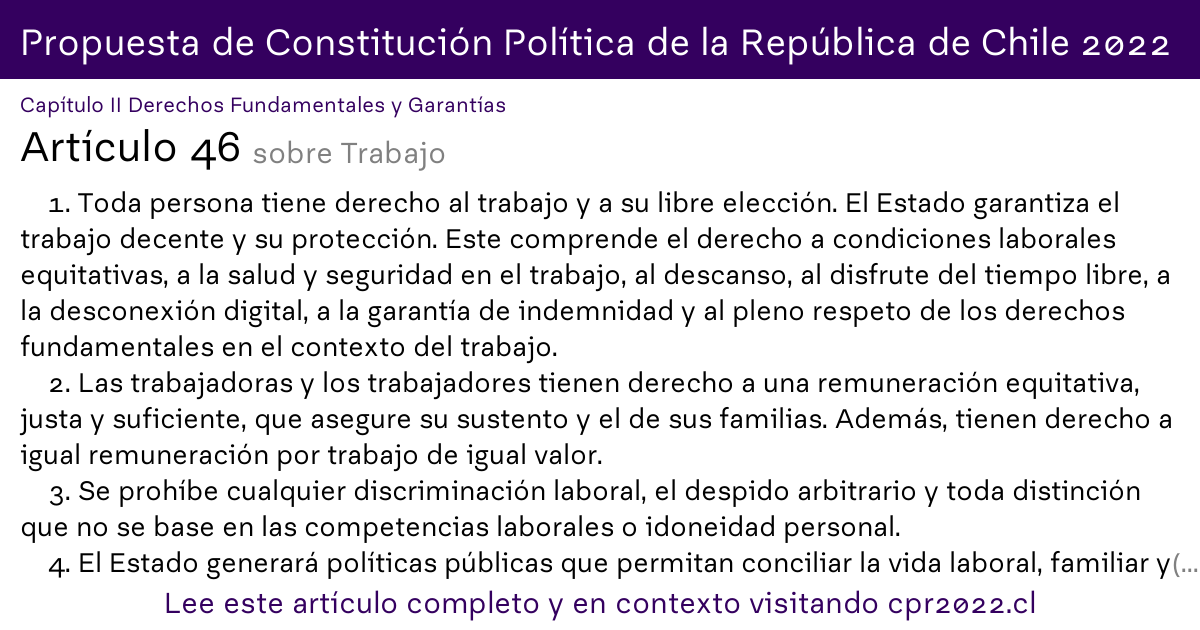 Propuesta de Constitución Política de la República de Chile 2022
Capítulo II Derechos Fundamentales y Garantías
Artículo 46 sobre Trabajo
1. Toda persona tiene derecho al trabajo y a su libre elección. El Estado garantiza el
trabajo decente y su protección. Este comprende el derecho a condiciones laborales
equitativas, a la salud y seguridad en el trabajo, al descanso, al disfrute del tiempo libre, a
la desconexión digital, a la garantía de indemnidad y al pleno respeto de los derechos
fundamentales en el contexto del trabajo.
2. Las trabajadoras y los trabajadores tienen derecho a una remuneración equitativa,
justa y suficiente, que asegure su sustento y el de sus familias. Además, tienen derecho a
igual remuneración por trabajo de igual valor.
3. Se prohíbe cualquier discriminación laboral, el despido arbitrario y toda distinción
que no se base en las competencias laborales o idoneidad personal.
4. El Estado generará políticas públicas que permitan conciliar la vida laboral, familiar y(...
Lee este artículo completo y en contexto visitando cpr2022.cl